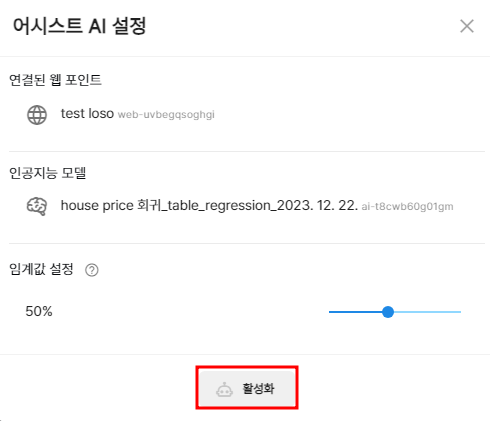 어시스트 AI 설정
연결된 웹 포인트
test loso web-uvbegqsoghgi
인공지능 모델
house price 회귀_table_regression_2023. 12. 22. ai-t8cwb60g01gm
임계값 설정 ?
50%
활성화